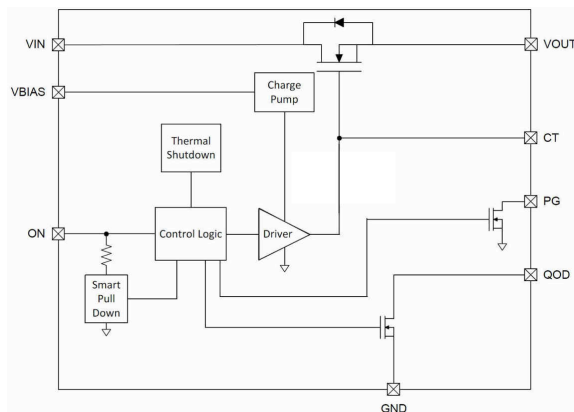 VIN
VOUT
VBIAS
Charge
Pump
CT
Thermal
Shutdown
PG
ON
Control Logic
Driver
QOD
Smart
Pull
Down
GND